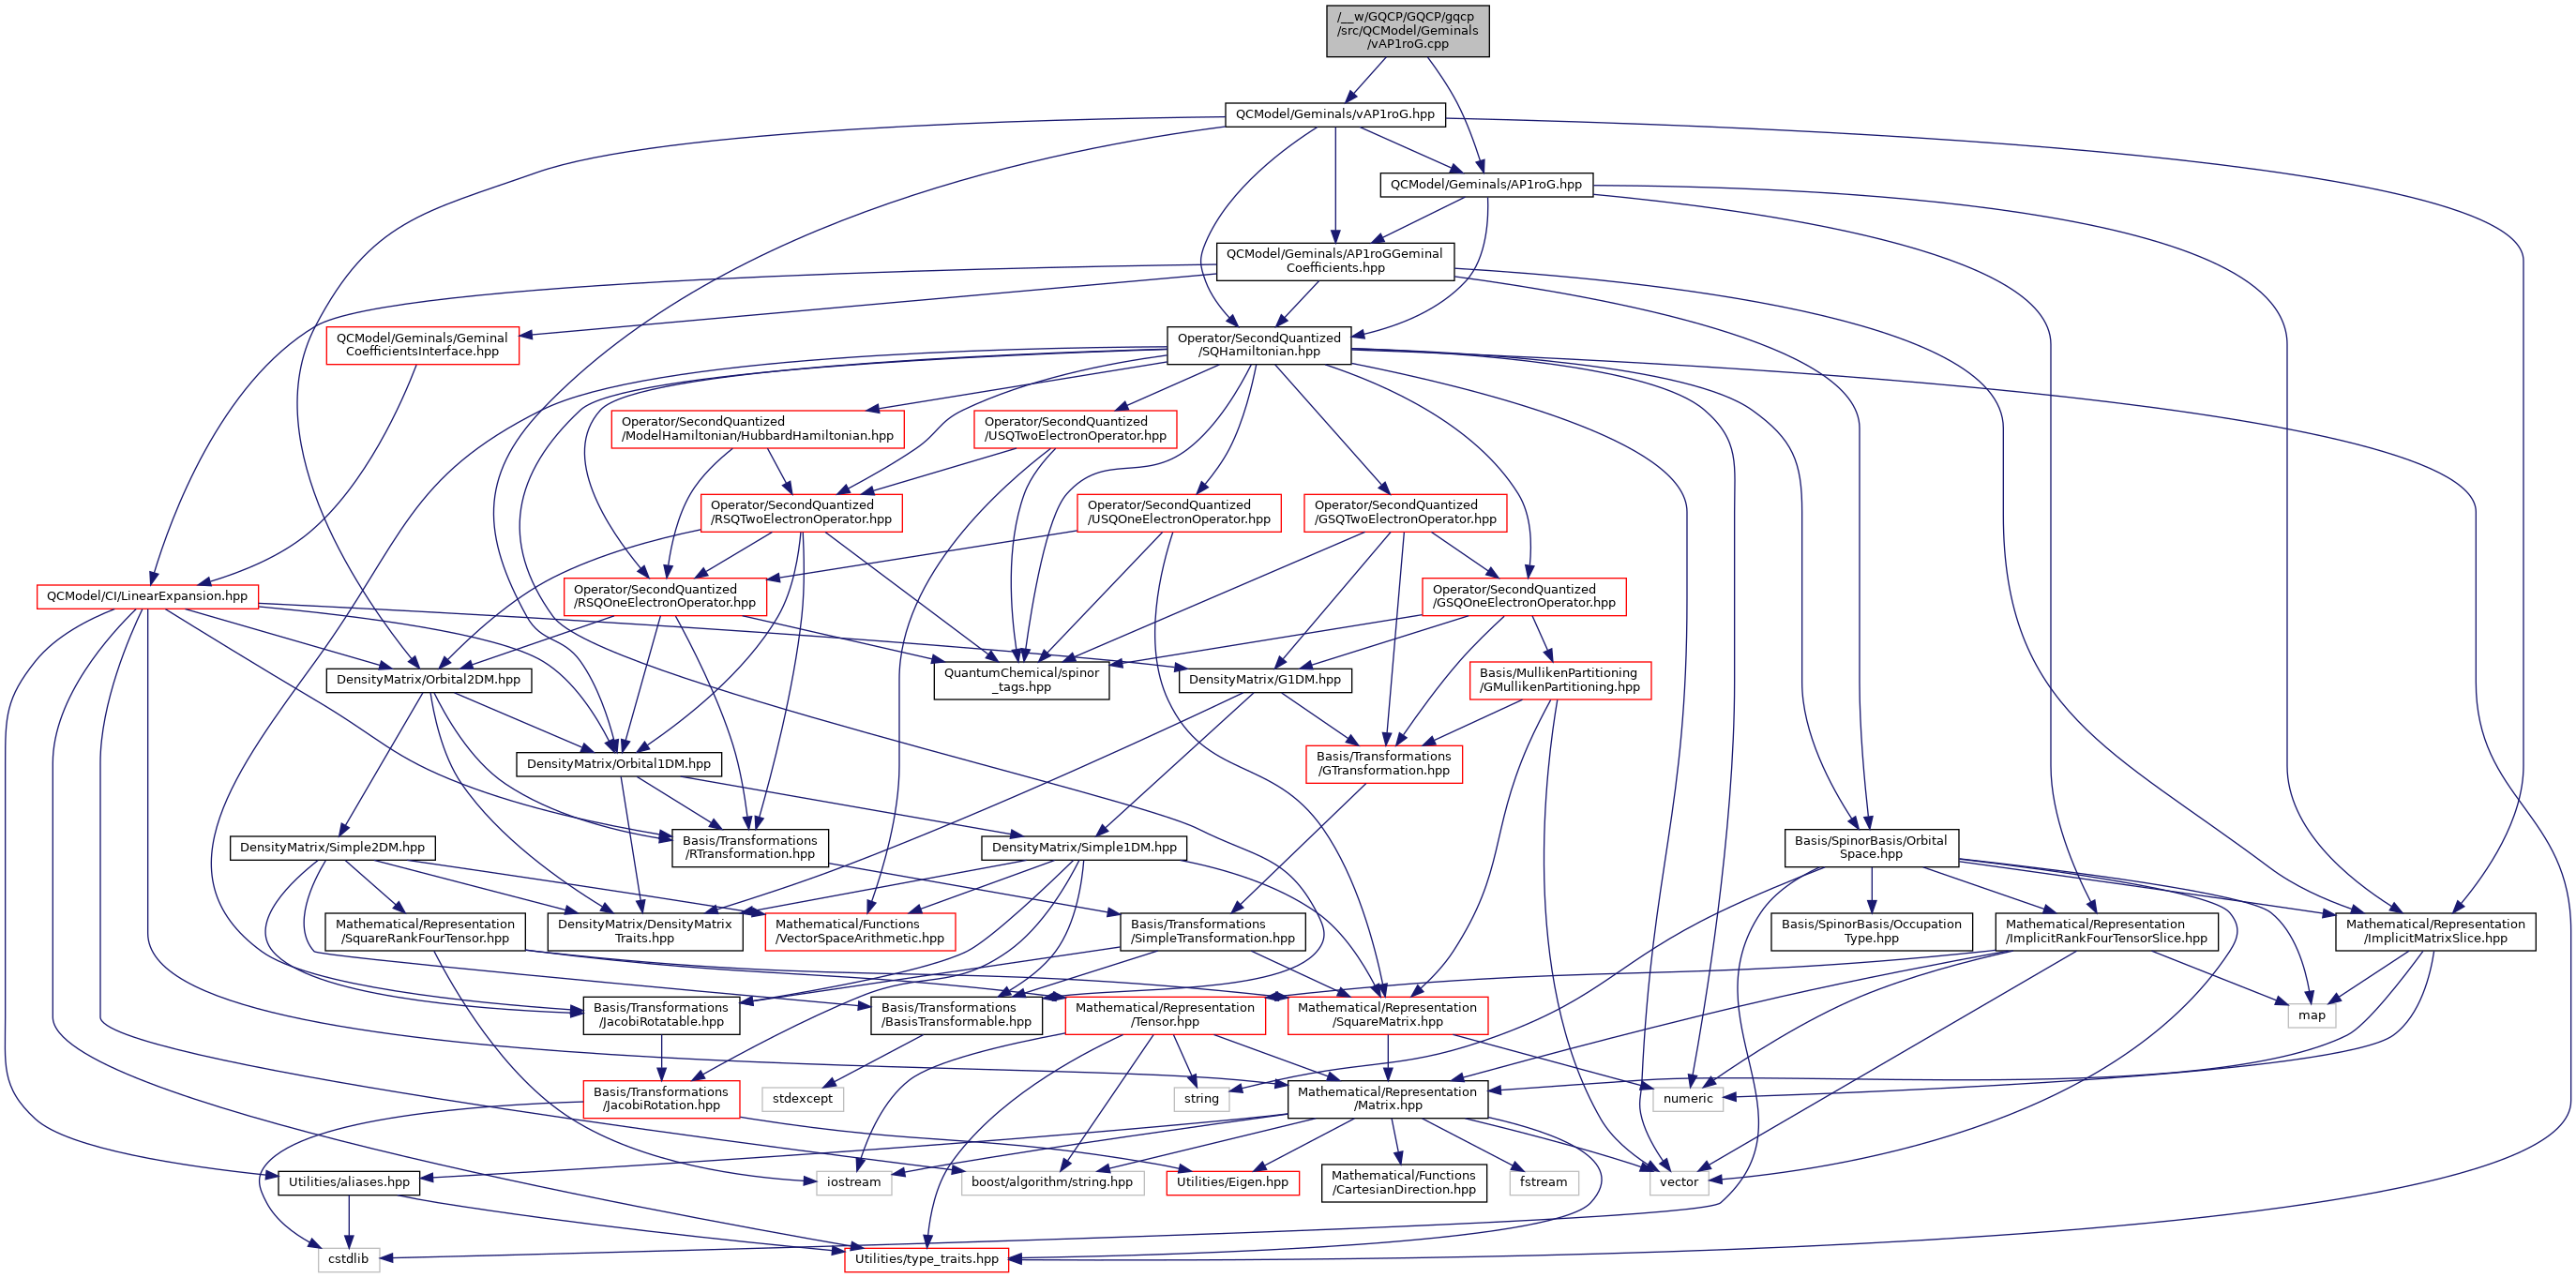 /__w/GQCP/GQCP/gqcp
/src/QCModel/Geminals
/vAP1roG.cpp
QCModel/Geminals/vAP1roG.hpp
QCModel/Geminals/AP1roG.hpp
QCModel/Geminals/AP1roGGeminal
Coefficients.hpp
QCModel/Geminals/Geminal
CoefficientsInterface.hpp
Operator/SecondQuantized
/SQHamiltonian.hpp
Operator/SecondQuantized
/ModelHamiltonian/HubbardHamiltonian.hpp
Operator/SecondQuantized
/USQTwoElectronOperator.hpp
Operator/SecondQuantized
/RSQTwoElectronOperator.hpp
Operator/SecondQuantized
/USQOneElectronOperator.hpp
Operator/SecondQuantized
/GSQTwoElectronOperator.hpp
QCModel/CI/LinearExpansion.hpp
Operator/SecondQuantized
/RSQOneElectronOperator.hpp
Operator/SecondQuantized
/GSQOneElectronOperator.hpp
DensityMatrix/Orbital2DM.hpp
QuantumChemical/spinor
_tags.hpp
DensityMatrix/G1DM.hpp
Basis/MullikenPartitioning
/GMullikenPartitioning.hpp
DensityMatrix/Orbital1DM.hpp
Basis/Transformations
/GTransformation.hpp
DensityMatrix/Simple2DM.hpp
Basis/Transformations
/RTransformation.hpp
DensityMatrix/Simple1DM.hpp
Basis/SpinorBasis/Orbital
Space.hpp
Mathematical/Representation
/SquareRankFourTensor.hpp
DensityMatrix/DensityMatrix
Traits.hpp
Mathematical/Functions
/VectorSpaceArithmetic.hpp
Basis/Transformations
/SimpleTransformation.hpp
Basis/SpinorBasis/Occupation
Type.hpp
Mathematical/Representation
/ImplicitRankFourTensorSlice.hpp
Mathematical/Representation
/ImplicitMatrixSlice.hpp
Basis/Transformations
/JacobiRotatable.hpp
Basis/Transformations
/BasisTransformable.hpp
Mathematical/Representation
/Tensor.hpp
Mathematical/Representation
/SquareMatrix.hpp
map
Basis/Transformations
/JacobiRotation.hpp
stdexcept
string
Mathematical/Representation
/Matrix.hpp
numeric
Utilities/aliases.hpp
iostream
boost/algorithm/string.hpp
Utilities/Eigen.hpp
Mathematical/Functions
/CartesianDirection.hpp
fstream
vector
cstdlib
Utilities/type_traits.hpp